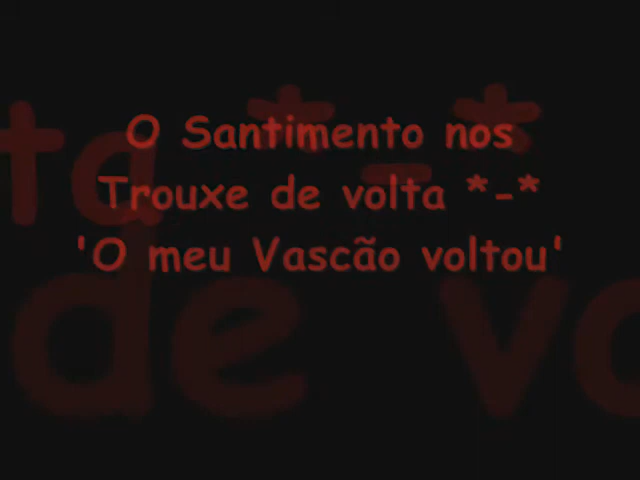 O Santimento nos
Trouxe de volta *-*
'O meu Vascão voltou'